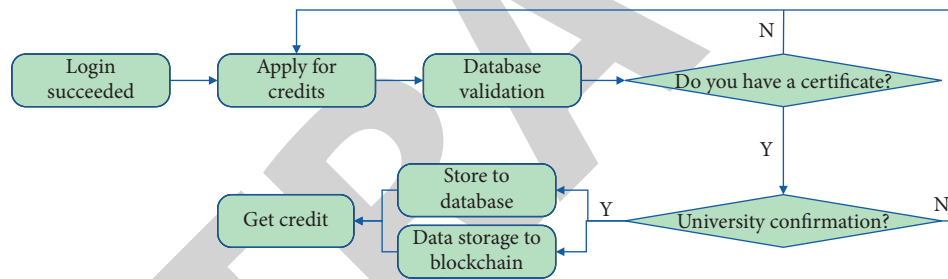 N
Login
succeeded
Apply for
credits
Database
validation
Do you have a certificate?
Y
Store to
database
Get credit
Y
University confirmation?
N
Data storage to
blockchain